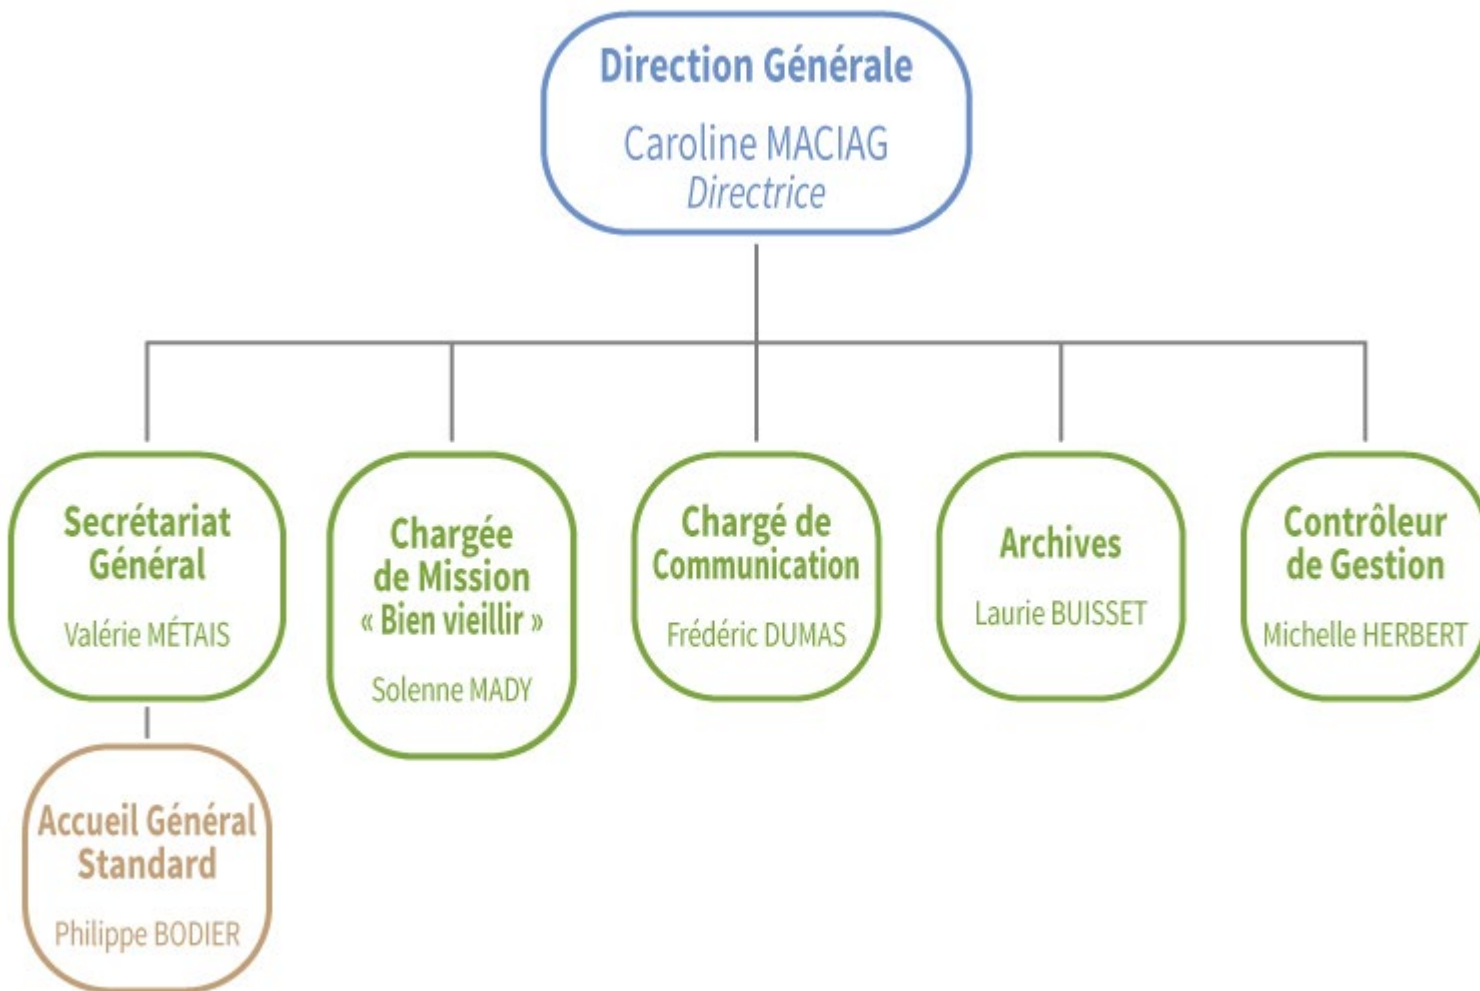 Direction Générale
Caroline MACIAG
Directrice
Secrétariat
Général
Valérie MÉTAIS
Chargée
de Mission
« Bien vieillir »
Solenne MADY
Chargé de
Communication
Frédéric DUMAS
Archives
Laurie BUISSET
Contrôleur
de Gestion
Michelle HERBERT
Accueil Général
Standard
Philippe BODIER